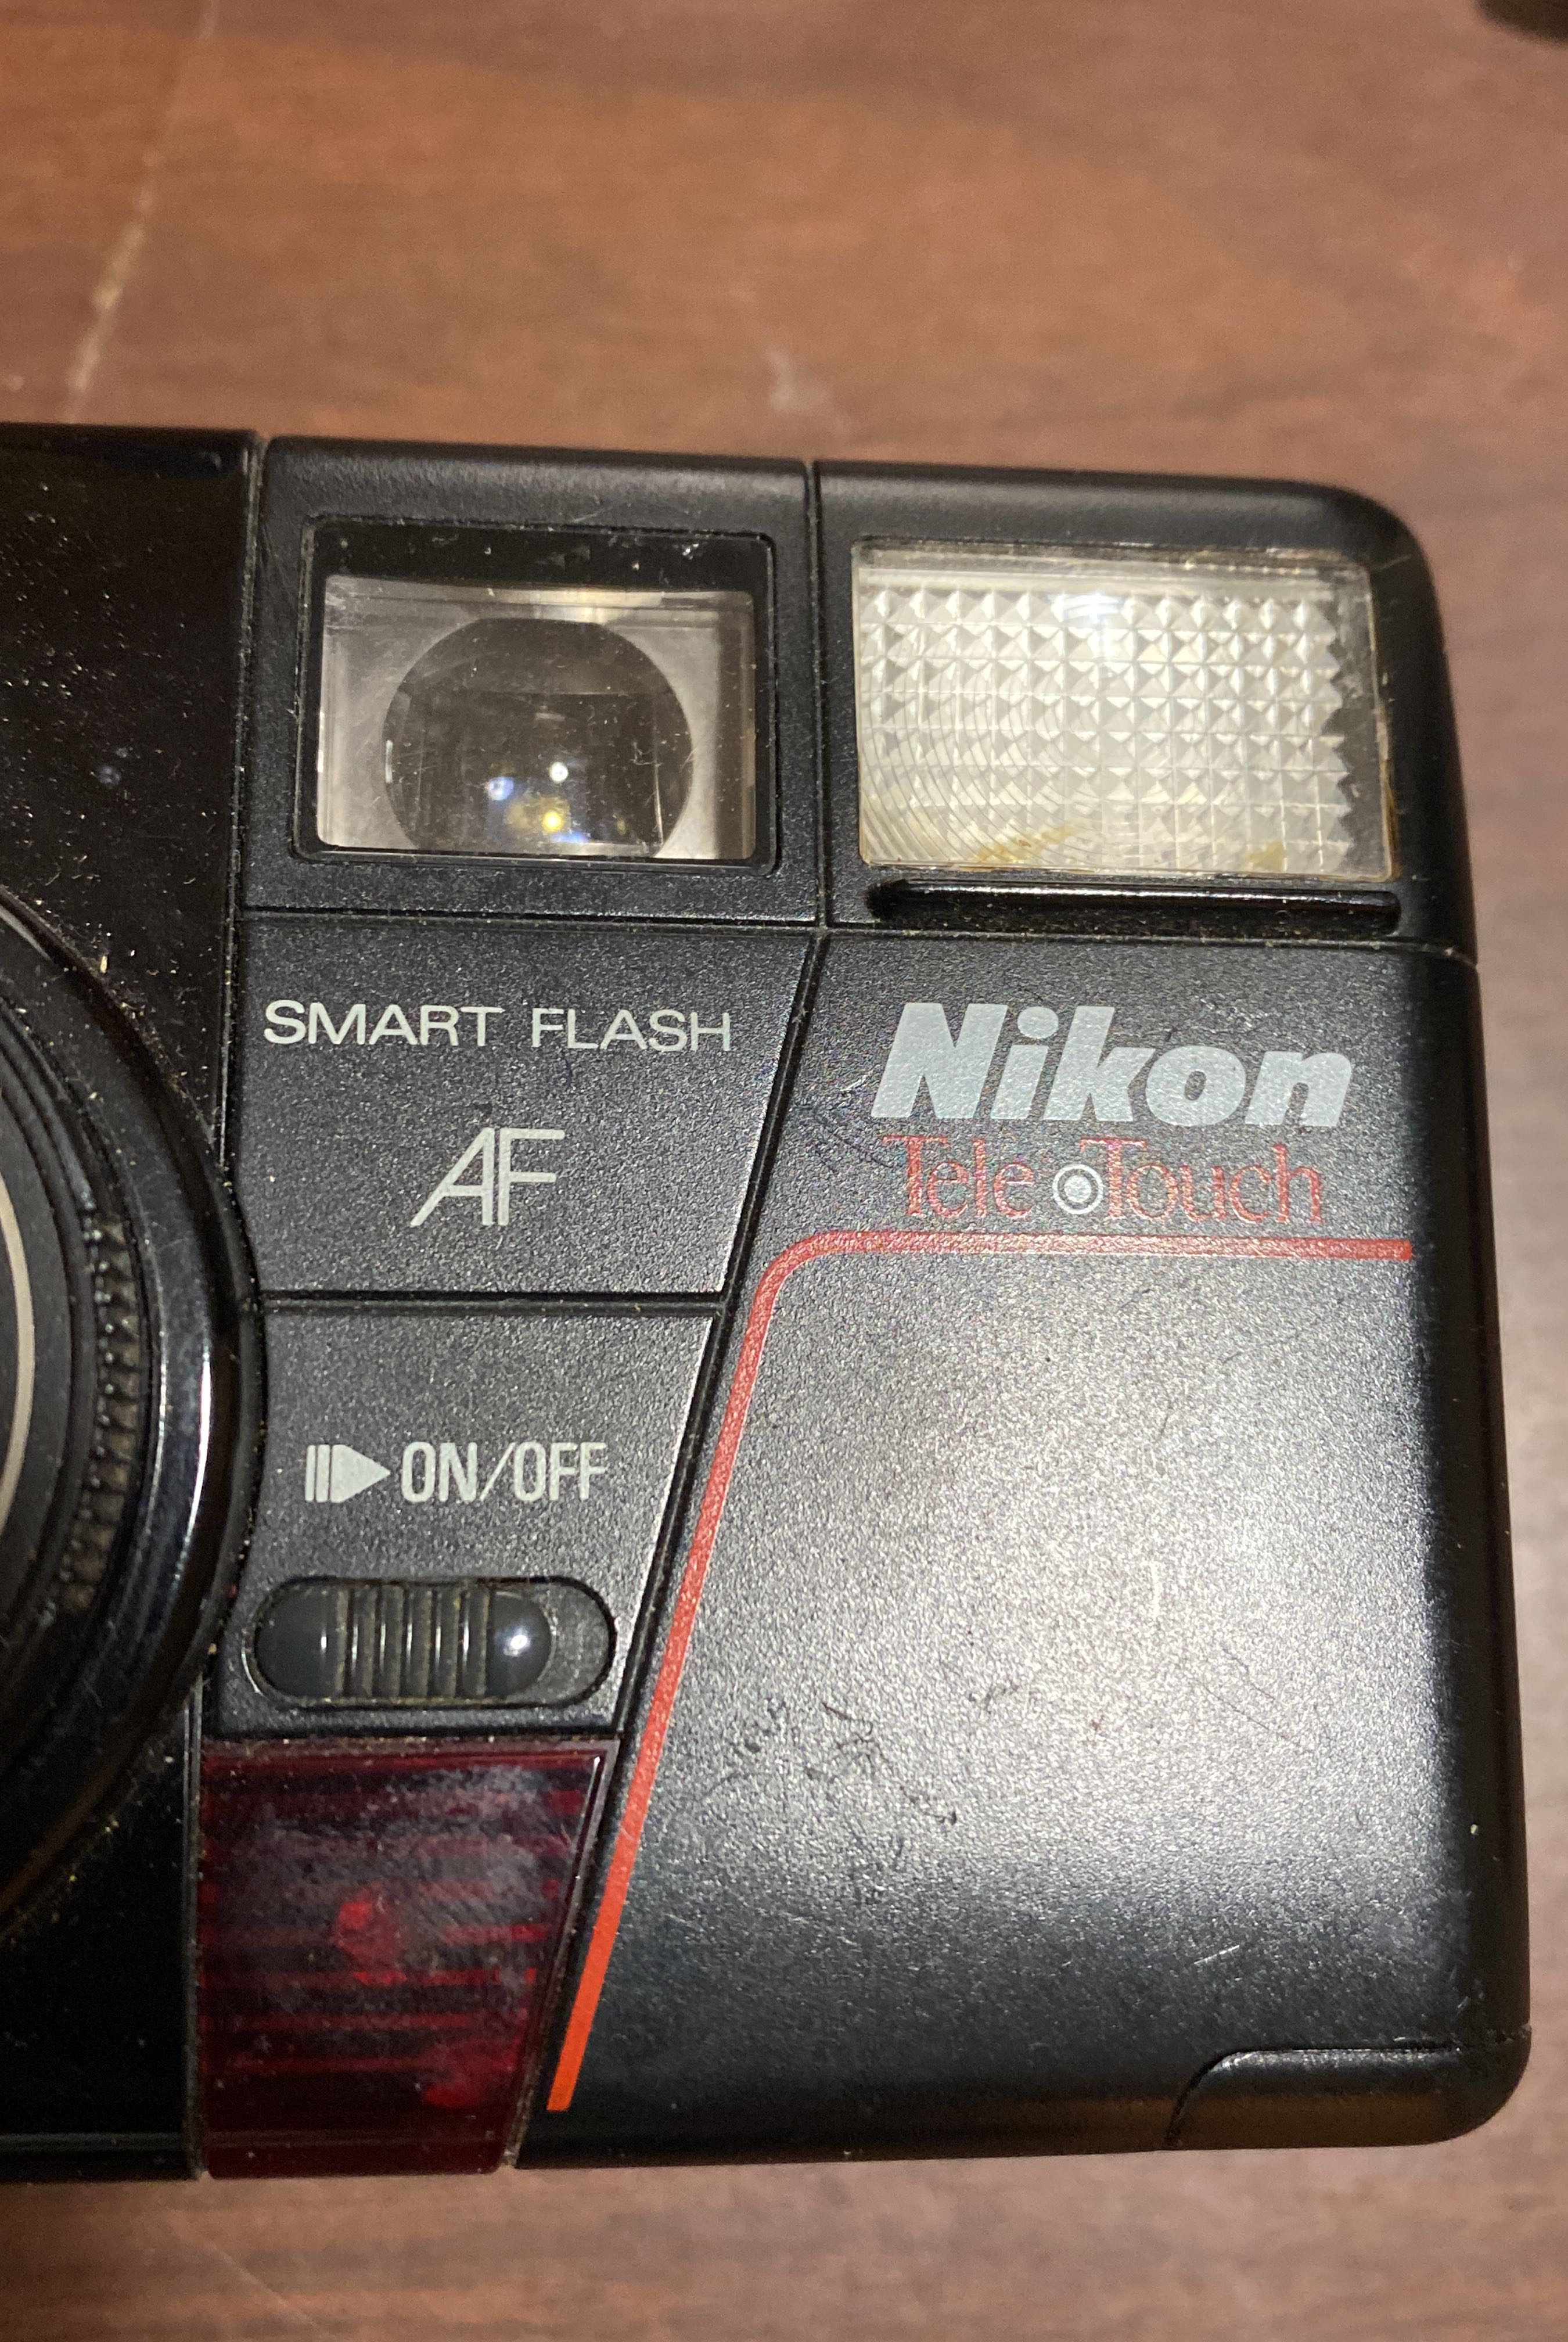 SMART FLASH
AF
Nikon
Tele Touch
ON/OFF